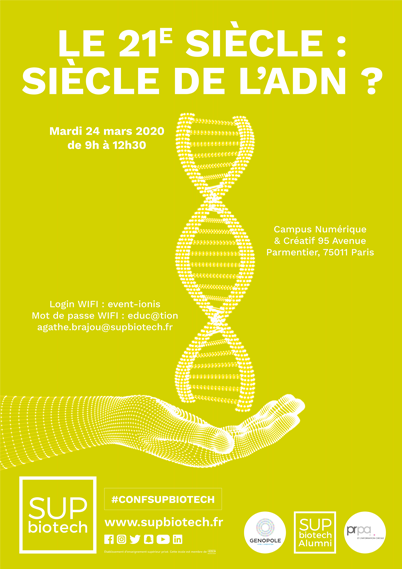 LE 21E SIÈCLE :
SIÈCLE DE L'ADN ?
Mardi 24 mars 2020
de 9h à 12h30
Campus Numérique
& Créatif 95 Avenue
Parmentier, 75011 Paris
Login WIFI : event-ionis
Mot de passe WIFI : educ@tion
agathe.brajou@supbiotech.fr
SUP
biotech
#CONFSUPBIOTECH
www.supbiotech.fr
GENOPOLE
SUP
biotech
Alumni
prpa